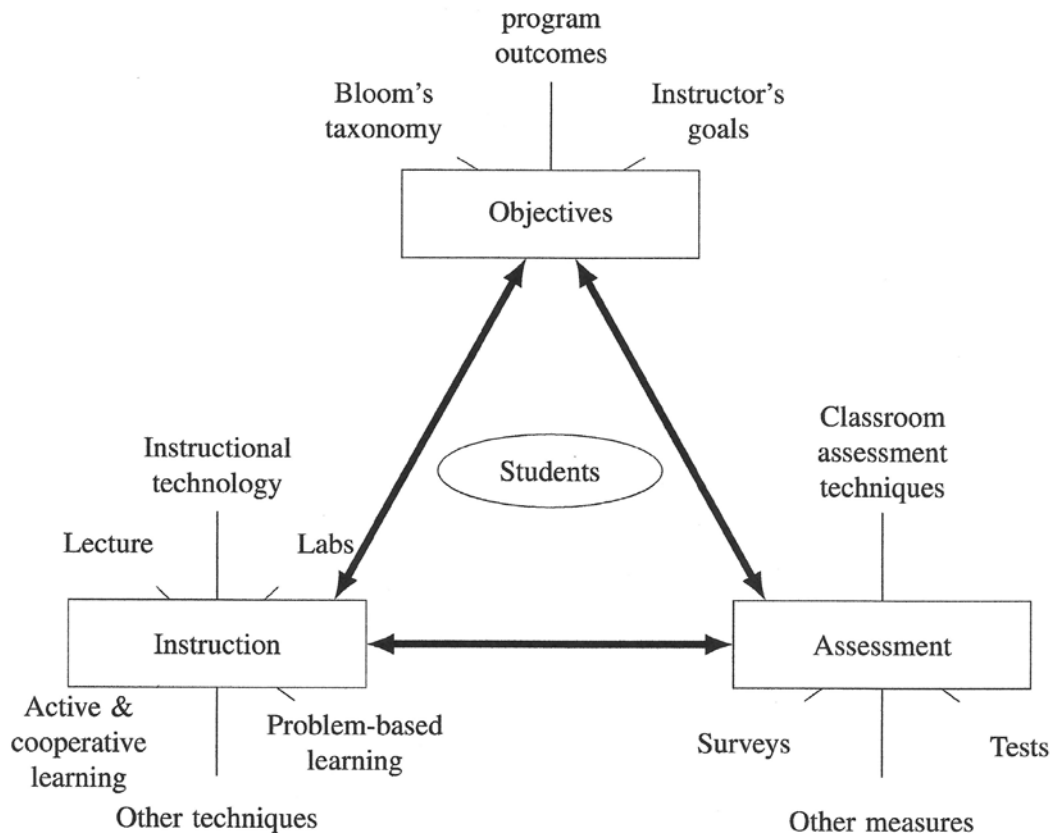 program
outcomes
Bloom's
taxonomy
Instructor's
goals
Objectives
Classroom
assessment
techniques
Instructional
technology
Students
Lecture
Labs
Instruction
Assessment
Active &
cooperative
learning
Problem-based
learning
Surveys
Tests
Other techniques
Other measures